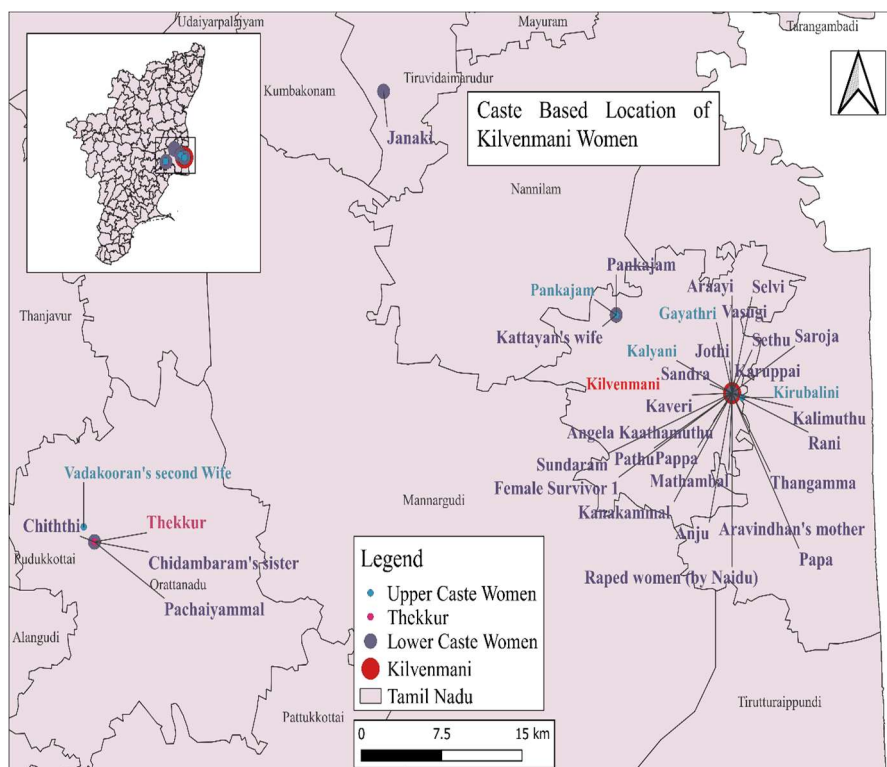 Udaiyarpalaiyam
Mayuram
Tarangambadi
Kumbakonam
Tiruvidaimarudur
Caste Based Location of
Kilvenmani Women
Janaki
Nannilam
Pankajam
Araayi
Selvi
Pankajam
Gayathri
Vasugi
Thanjavur
Kattayan's wife
Sethu
Saroja
Kalyani
Jothi
Sandra
Karuppai
Kilvenmani
Kirubalini
Kaveri
Kalimuthu
Angela Kaathamuthu
Rani
Sundaram
Pathu
Pappa
Vadakooran's second Wife
Mathambal
Thangamma
Female Survivor 1
Mannargudi
Kanakammal
Chiththi
Thekkur
Anju
Aravindhan's mother
Pudukkottai
Chidambaram's sister
Papa
Orattanadu
Raped women (by Naidu)
Pachaiyammal
Alangudi
Legend
Upper Caste Women
Thekkur
Lower Caste Women
Kilvenmani
Tamil Nadu
Tirutturaippundi
Pattukkottai
0 7.5 15 km